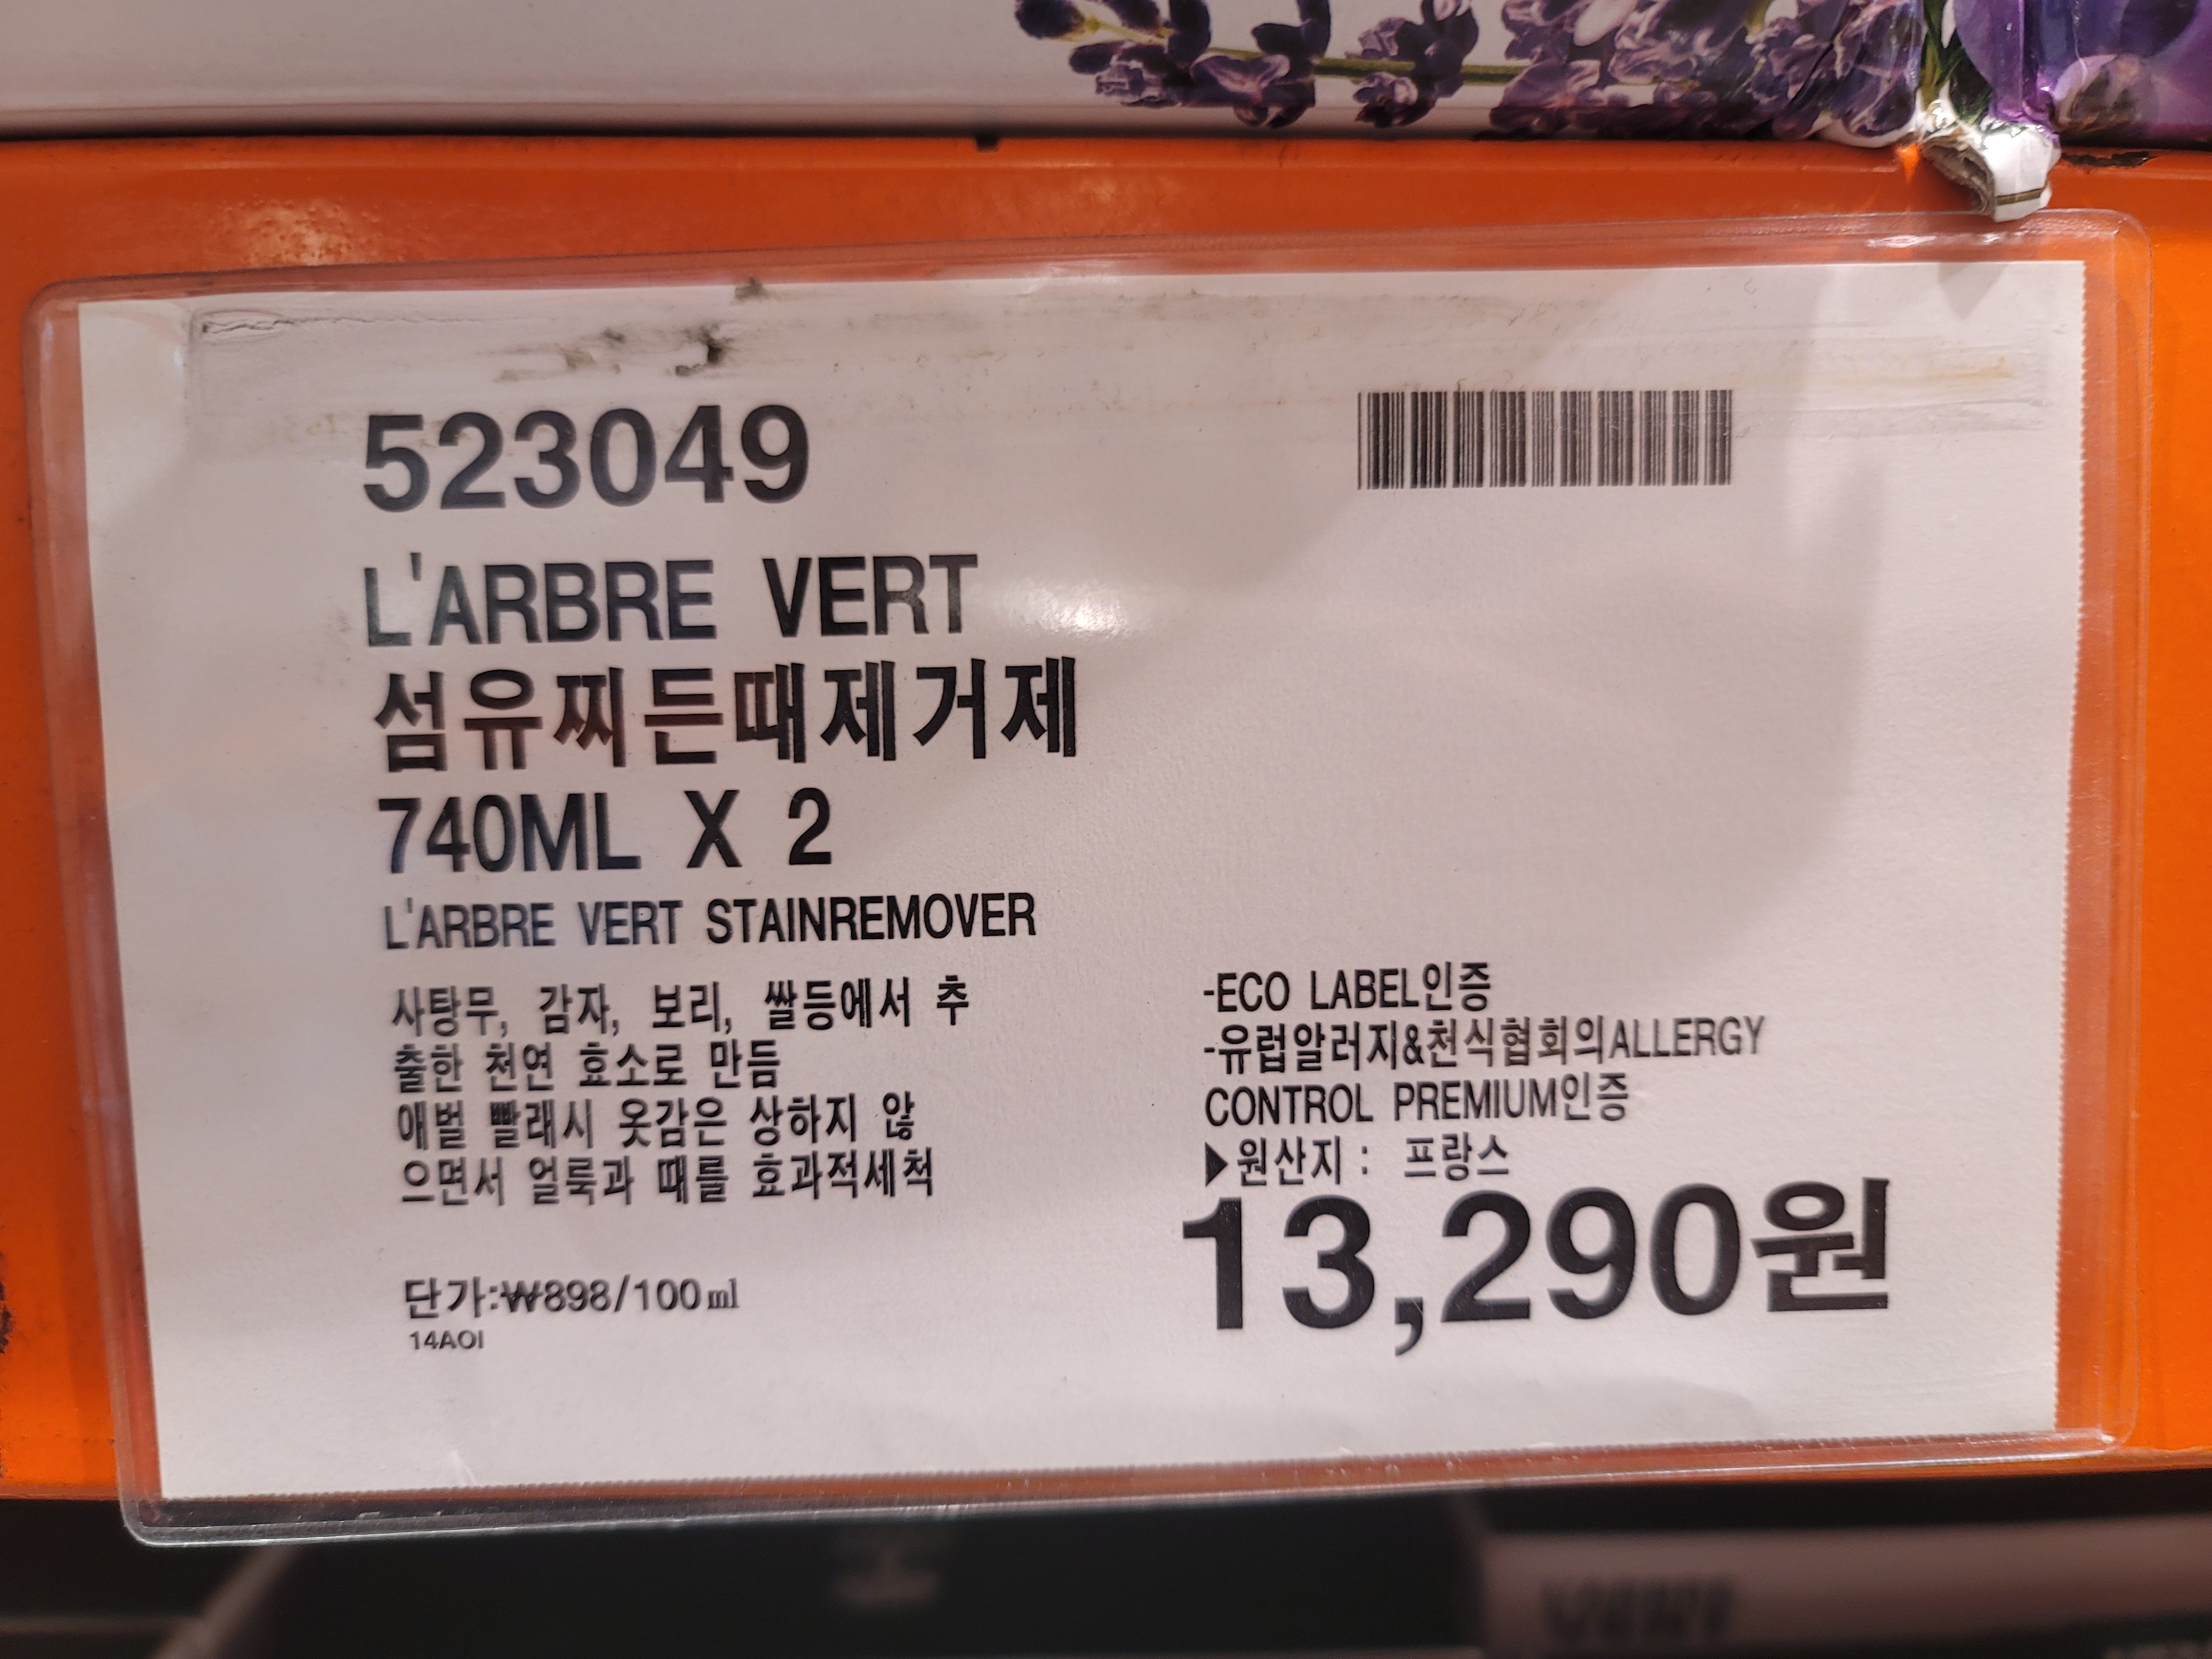 523049
L'ARBRE VERT
섬유찌든때제거제
740ML X 2
L'ARBRE VERT STAINREMOVER
사탕무, 감자, 보리, 쌀등에서 추
출한 천연 효소로 만듬
애벌 빨래시 옷감은 상하지 않
으면서 얼룩과 때를 효과적세척
단가:₩898/100㎖
14AOI
-ECO LABEL인증
-유럽알러지&천식협회의ALLERGY
CONTROL PREMIUM인증
▶원산지: 프랑스
13,290원